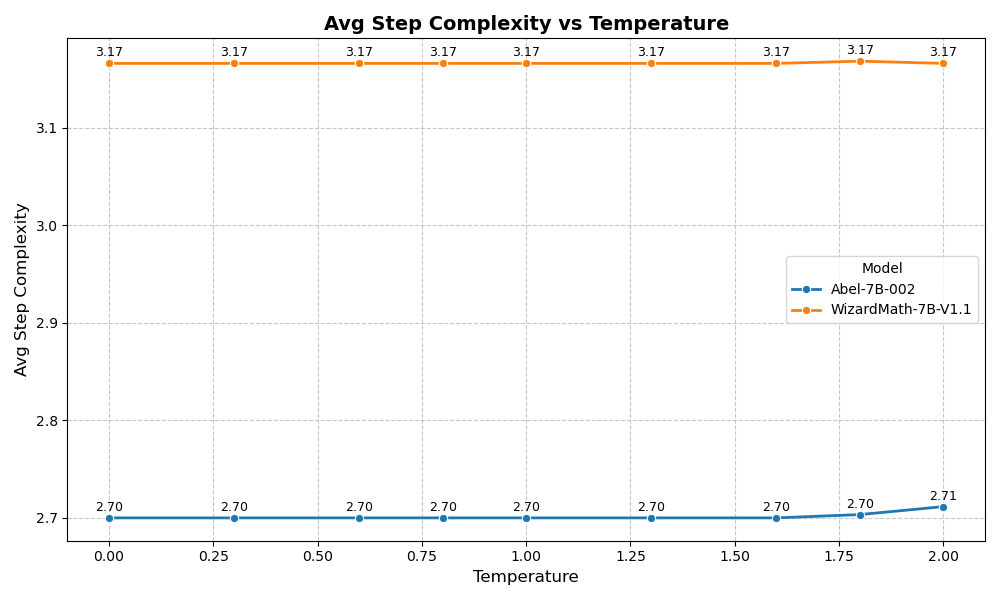 Avg Step Complexity vs Temperature
3.17 3.17 3.17 3.17 3.17 3.17 3.17 3.17 3.17
3.1
3.0
2.9
2.8
2.7
Avg Step Complexity
Model
Abel-7B-002
WizardMath-7B-V1.1
2.70 2.70 2.70 2.70 2.70 2.70 2.70 2.70 2.71
0.00 0.25 0.50 0.75 1.00 1.25 1.50 1.75 2.00
Temperature